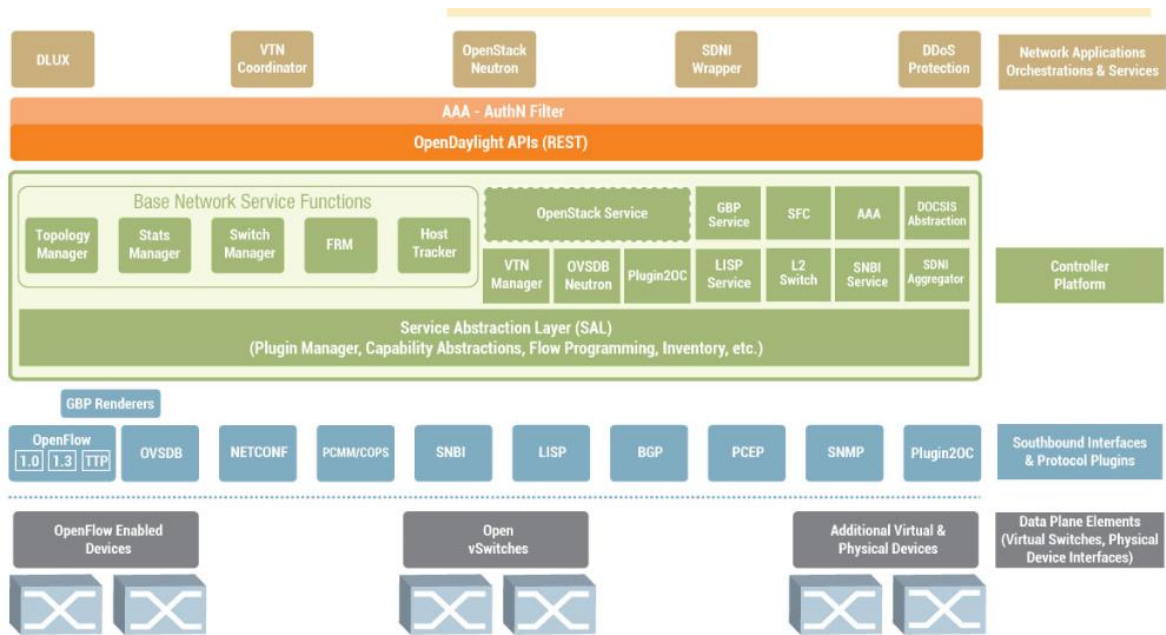 DLUX
VTN
Coordinator
OpenStack
Neutron
SDNI
Wrapper
DDoS
Protection
Network Applications
Orchestrations & Services
AAA - AuthN Filter
OpenDaylight APIs (REST)
Base Network Service Functions
Topology
Manager
Stats
Manager
Switch
Manager
FRM
Host
Tracker
OpenStack Service
GBP
Service
SFC
AAA
DOCSIS
Abstraction
VTN
Manager
OVSDB
Neutron
Plugin2OC
LISP
Service
L2
Switch
SNBI
Service
SDNI
Aggregator
Controller
Platform
Service Abstraction Layer (SAL)
(Plugin Manager, Capability Abstractions, Flow Programming, Inventory, etc.)
GBP Renderers
OpenFlow
1.0 1.3 TTP
OVSDB
NETCONF
PCMM/COPS
SNBI
LISP
BGP
PCEP
SNMP
Plugin2OC
Southbound Interfaces
& Protocol Plugins
OpenFlow Enabled
Devices
Open
vSwitches
Additional Virtual &
Physical Devices
Data Plane Elements
(Virtual Switches, Physical
Device Interfaces)